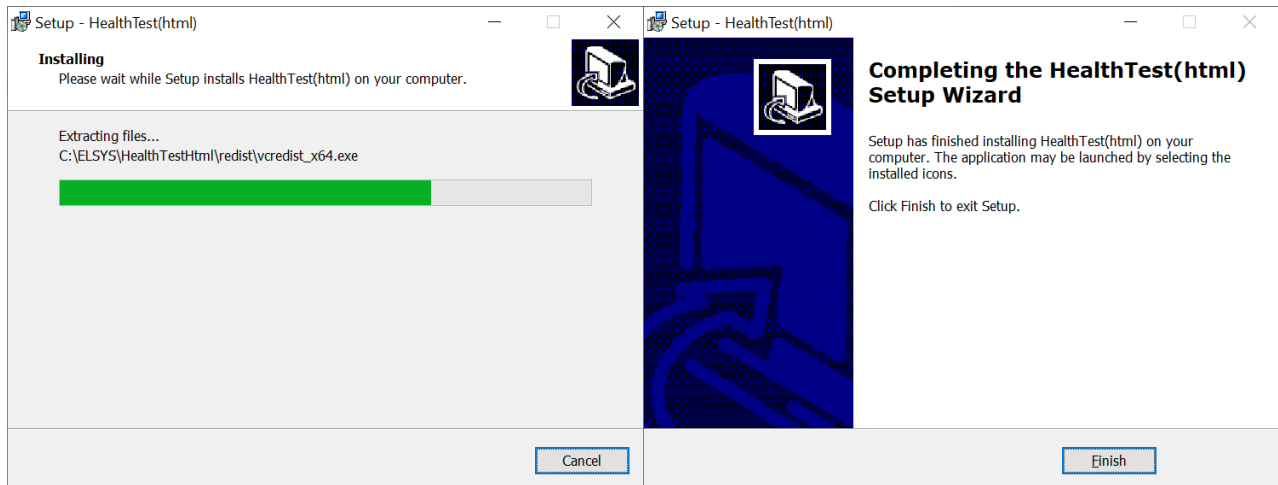 Setup - HealthTest(html)
Installing
Please wait while Setup installs HealthTest(html) on your computer.
Extracting files...
C:\ELSYS\HealthTestHtml\redist\vcredist_x64.exe
Cancel
Setup - HealthTest(html)
Completing the HealthTest(html)
Setup Wizard
Setup has finished installing HealthTest(html) on your
computer. The application may be launched by selecting the
installed icons.
Click Finish to exit Setup.
Finish